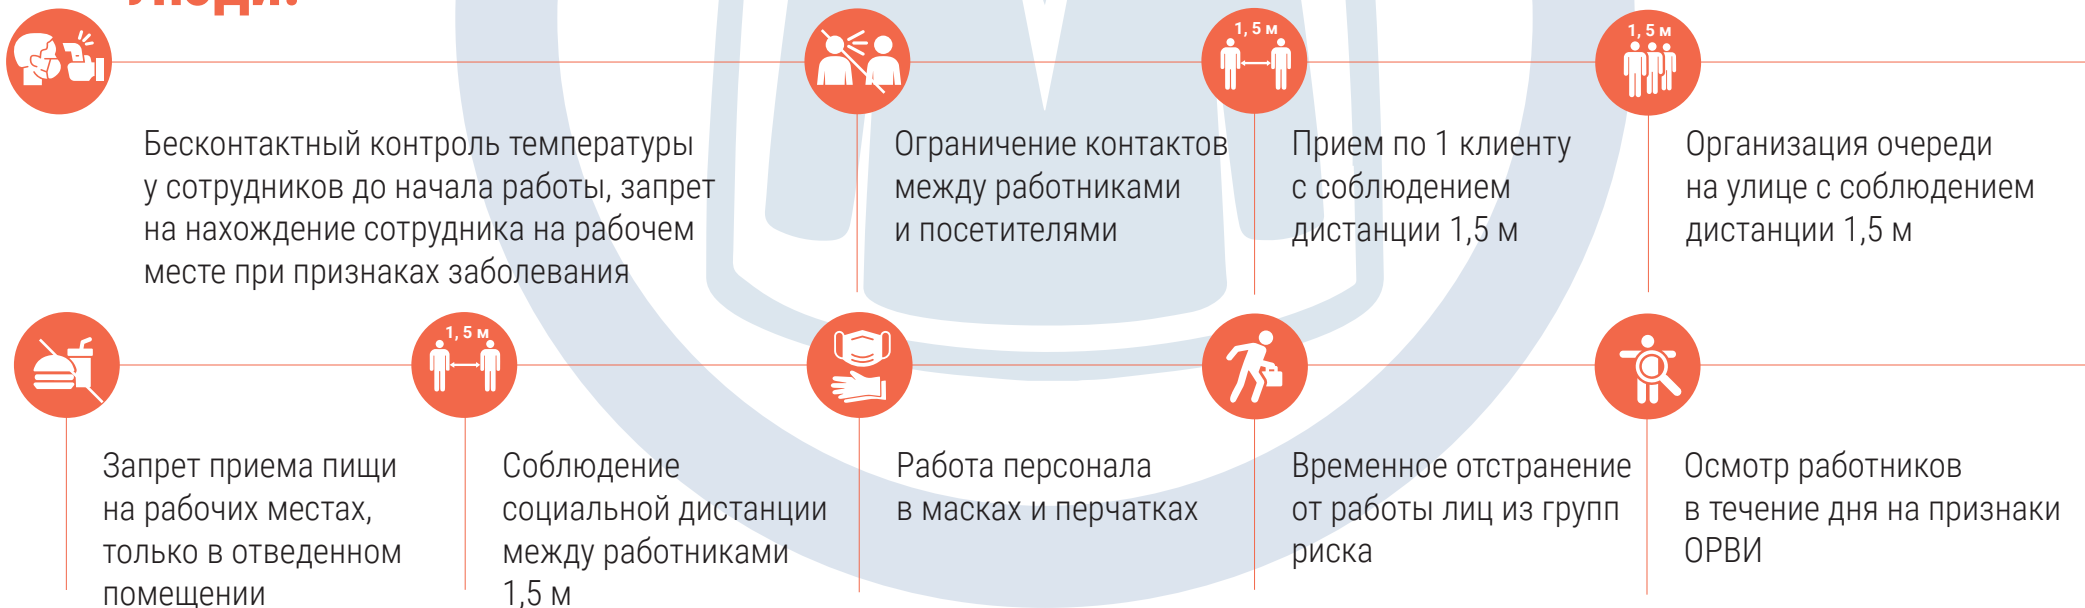 Люди:
1, 5 м
1, 5 м
Бесконтактный контроль температуры
у сотрудников до начала работы, запрет
на нахождение сотрудника на рабочем
месте при признаках заболевания
Ограничение контактов
между работниками
и посетителями
Прием по 1 клиенту
с соблюдением
дистанции 1,5 м
Организация очереди
на улице с соблюдением
дистанции 1,5 м
1, 5 м
Запрет приема пищи
на рабочих местах,
только в отведенном
помещении
Соблюдение
социальной дистанции
между работниками
1,5 м
Работа персонала
в масках и перчатках
Временное отстранение
от работы лиц из групп
риска
Осмотр работников
в течение дня на признаки
ОРВИ